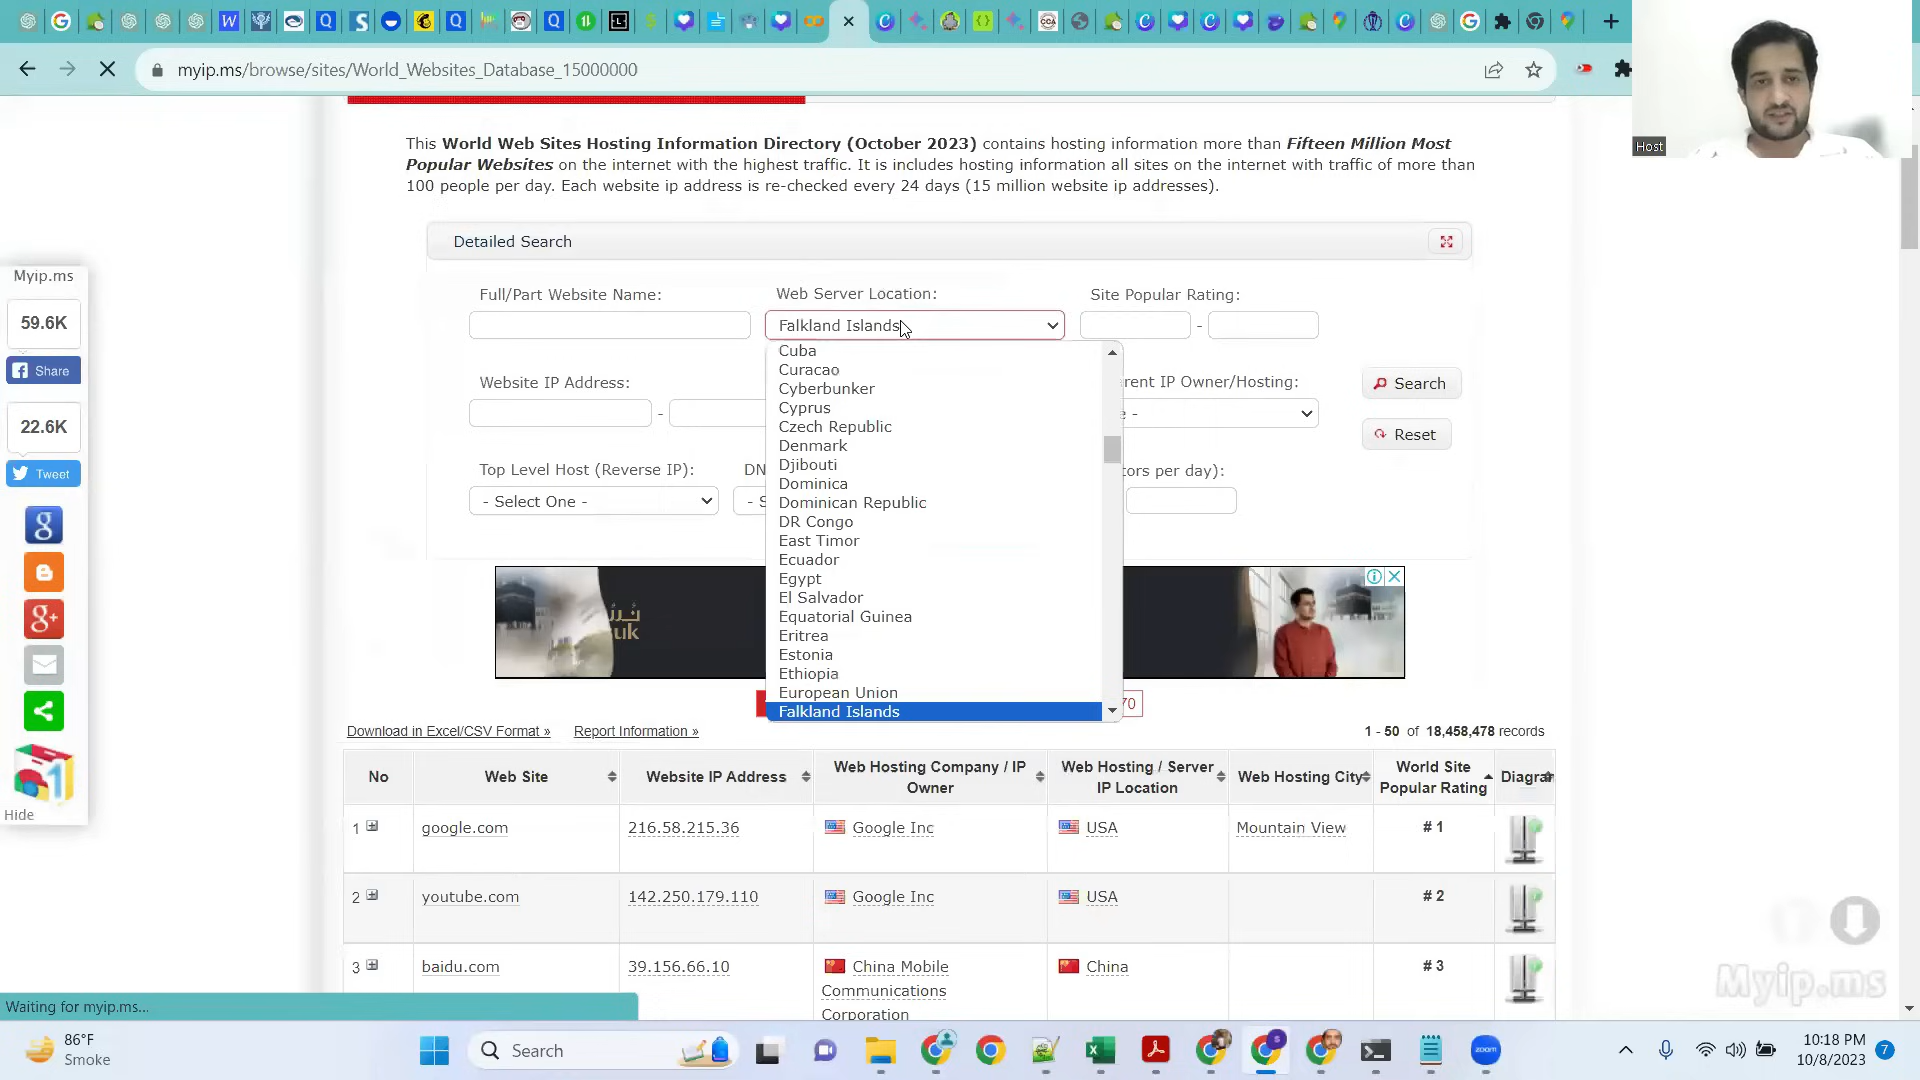 myip.ms/browse/sites/World_Websites_Database_15000000
Host
This World Web Sites Hosting Information Directory (October 2023) contains hosting information more than Fifteen Million Most
Popular Websites on the internet with the highest traffic. It is includes hosting information all sites on the internet with traffic of more than
100 people per day. Each website ip address is re-checked every 24 days (15 million website ip addresses).
Detailed Search
Myip.ms
59.6K
Share
22.6K
Tweet
Hide
Full/Part Website Name:
Web Server Location:
Site Popular Rating:
Falkland Islands
-
Website IP Address:
rent IP Owner/Hosting:
-
e -
Search
Reset
Top Level Host (Reverse IP):
DN
tors per day):
- Select One -
- S
Cuba
Curacao
Cyberbunker
Cyprus
Czech Republic
Denmark
Djibouti
Dominica
Dominican Republic
DR Congo
East Timor
Ecuador
Egypt
El Salvador
Equatorial Guinea
Eritrea
Estonia
Ethiopia
European Union
Falkland Islands
uk
70
Download in Excel/CSV Format »
Report Information »
1 - 50 of 18,458,478 records
No
Web Site
Website IP Address
Web Hosting Company / IP
Owner
Web Hosting / Server
IP Location
Web Hosting City
World Site
Popular Rating
Diagram
1
google.com
216.58.215.36
Google Inc
USA
Mountain View
# 1
2
youtube.com
142.250.179.110
Google Inc
USA
# 2
3
baidu.com
39.156.66.10
China Mobile
Communications
Corporation
China
# 3
Myip.ms
Waiting for myip.ms...
86°F
Smoke
Search
zoom
10:18 PM
10/8/2023
7